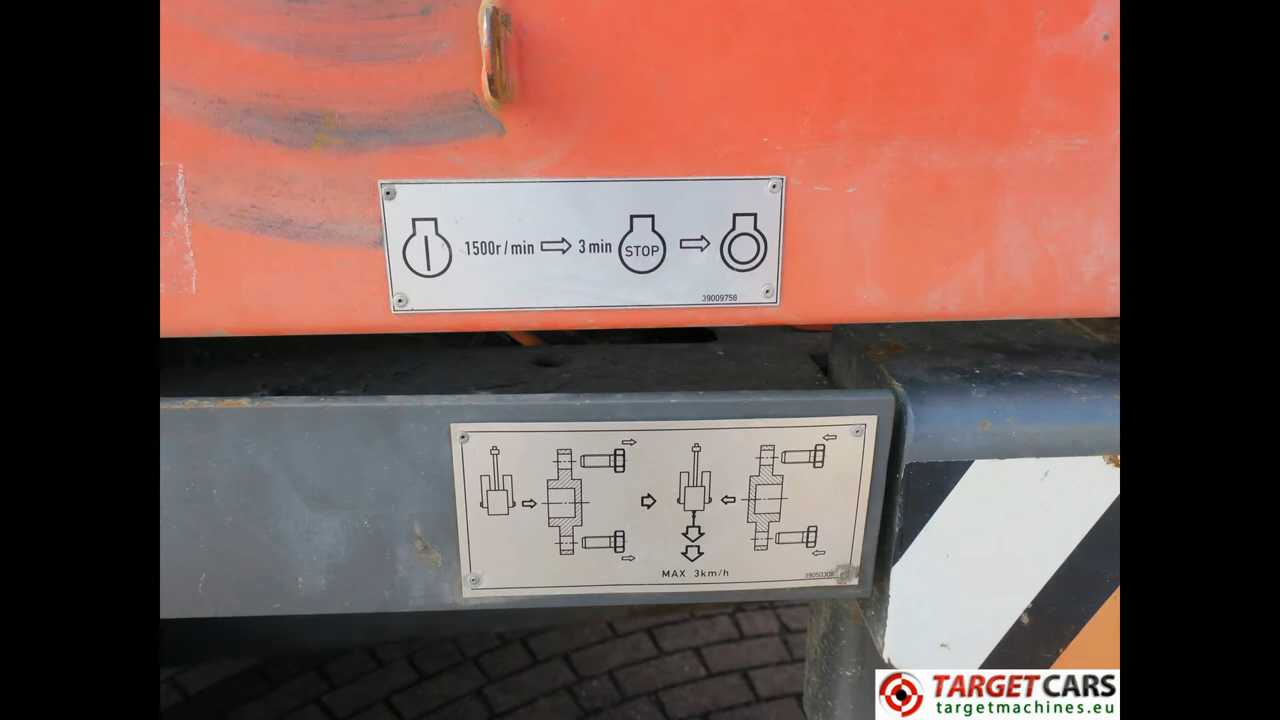 1500r/min 3 min STOP
39009758
MAX 3km/h
TARGET CARS
targetmachines.eu